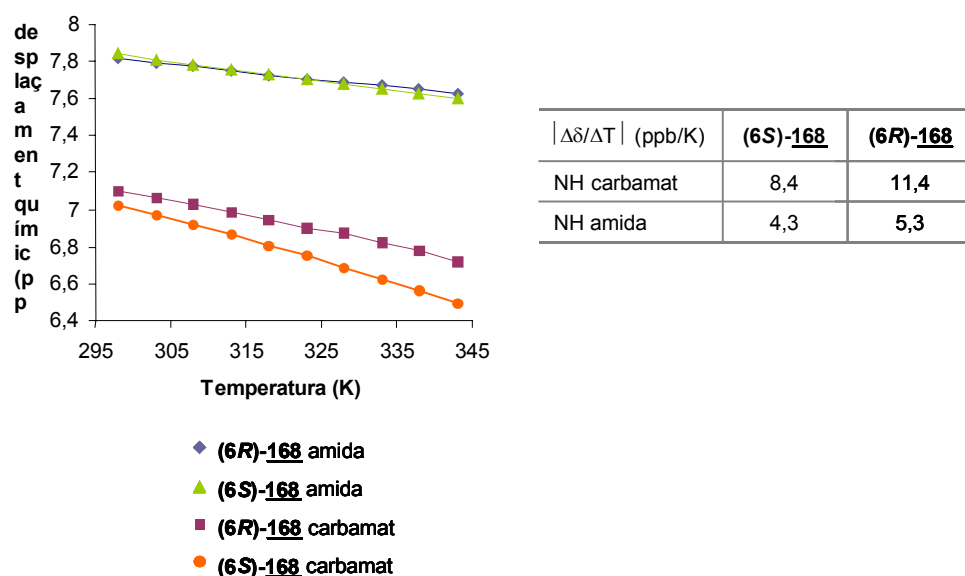 de
sp
laç
a
m
en
t
qu
ím
ic
(p
p
8
7,8
7,6
7,4
7,2
7
6,8
6,6
6,4
295 305 315 325 335 345
Temperatura (K)
(6R)-168 amida
(6S)-168 amida
(6R)-168 carbamat
(6S)-168 carbamat
|Δδ/ΔT| (ppb/K) (6S)-168 (6R)-168
NH carbamat 8,4 11,4
NH amida 4,3 5,3